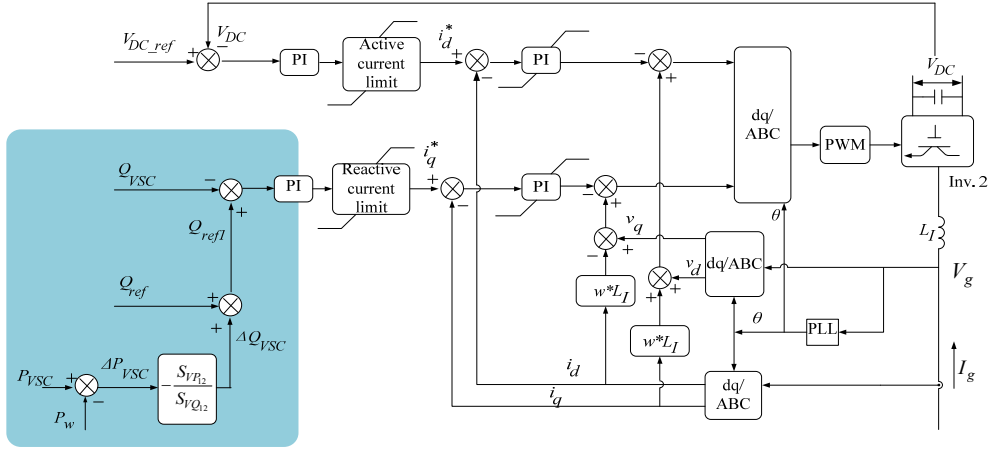 V_DC
V_DC_ref
+
−
PI
Active
current
limit
i_d^*
+
−
PI
−
+
dq/
ABC
V_DC
PWM
Inv. 2
Q_VSC
−
+
PI
Reactive
current
limit
i_q^*
+
−
PI
−
+
θ
Q_ref1
v_q
−
+
dq/ABC
L_I
v_d
+
+
V_g
w*L_I
Q_ref
+
+
θ
PLL
w*L_I
ΔQ_VSC
P_VSC
+
−
ΔP_VSC
−S_VP12/S_VQ12
i_d
I_g
i_q
dq/
ABC
P_w